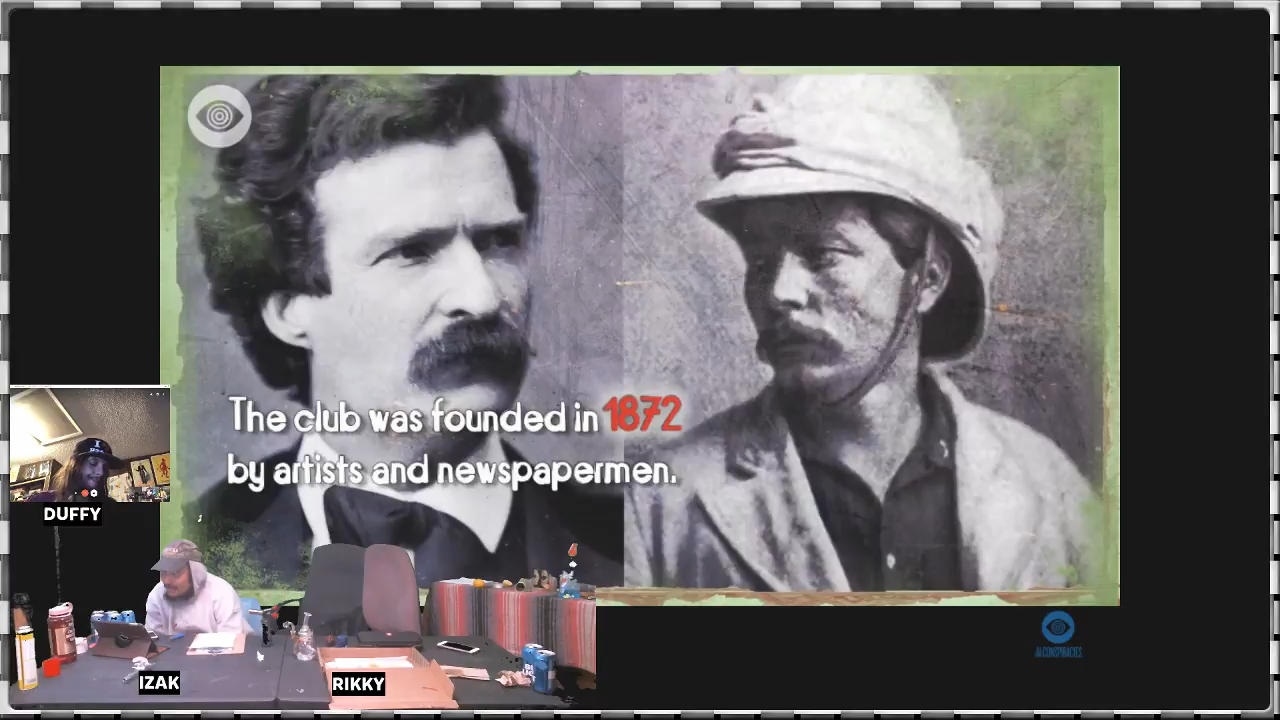 The club was founded in 1872
by artists and newspapermen.
DUFFY
IZAK
RIKKY